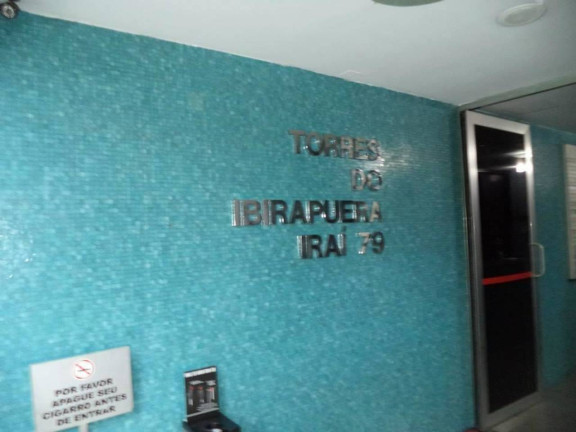 TORRES
DO
IBIRAPUERA
IRAÍ 79
POR FAVOR
APAGUE SEU
CIGARRO ANTES
DE ENTRAR